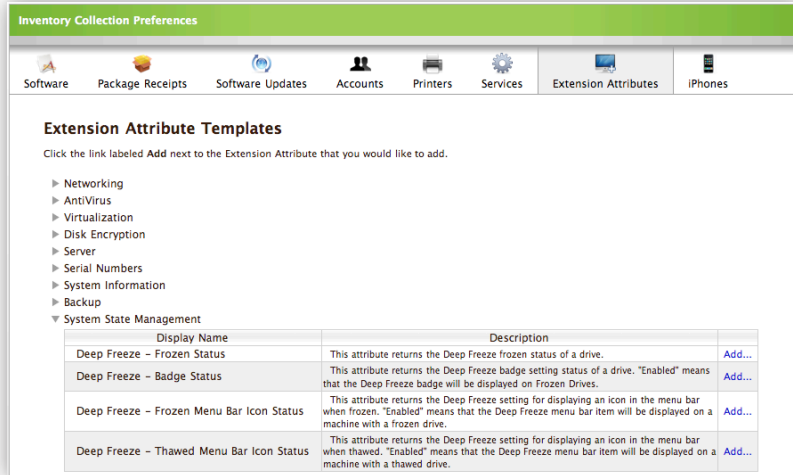 Inventory Collection Preferences
Software Package Receipts Software Updates Accounts Printers Services Extension Attributes iPhones
Extension Attribute Templates
Click the link labeled Add next to the Extension Attribute that you would like to add.
Networking
AntiVirus
Virtualization
Disk Encryption
Server
Serial Numbers
System Information
Backup
System State Management
Display Name Description
Deep Freeze – Frozen Status This attribute returns the Deep Freeze frozen status of a drive. Add...
Deep Freeze – Badge Status This attribute returns the Deep Freeze badge setting status of a drive. "Enabled" means
that the Deep Freeze badge will be displayed on Frozen Drives. Add...
Deep Freeze – Frozen Menu Bar Icon Status This attribute returns the Deep Freeze setting for displaying an icon in the menu bar
when frozen. "Enabled" means that the Deep Freeze menu bar item will be displayed on a
machine with a frozen drive. Add...
Deep Freeze – Thawed Menu Bar Icon Status This attribute returns the Deep Freeze setting for displaying an icon in the menu bar
when thawed. "Enabled" means that the Deep Freeze menu bar item will be displayed on a
machine with a thawed drive. Add...